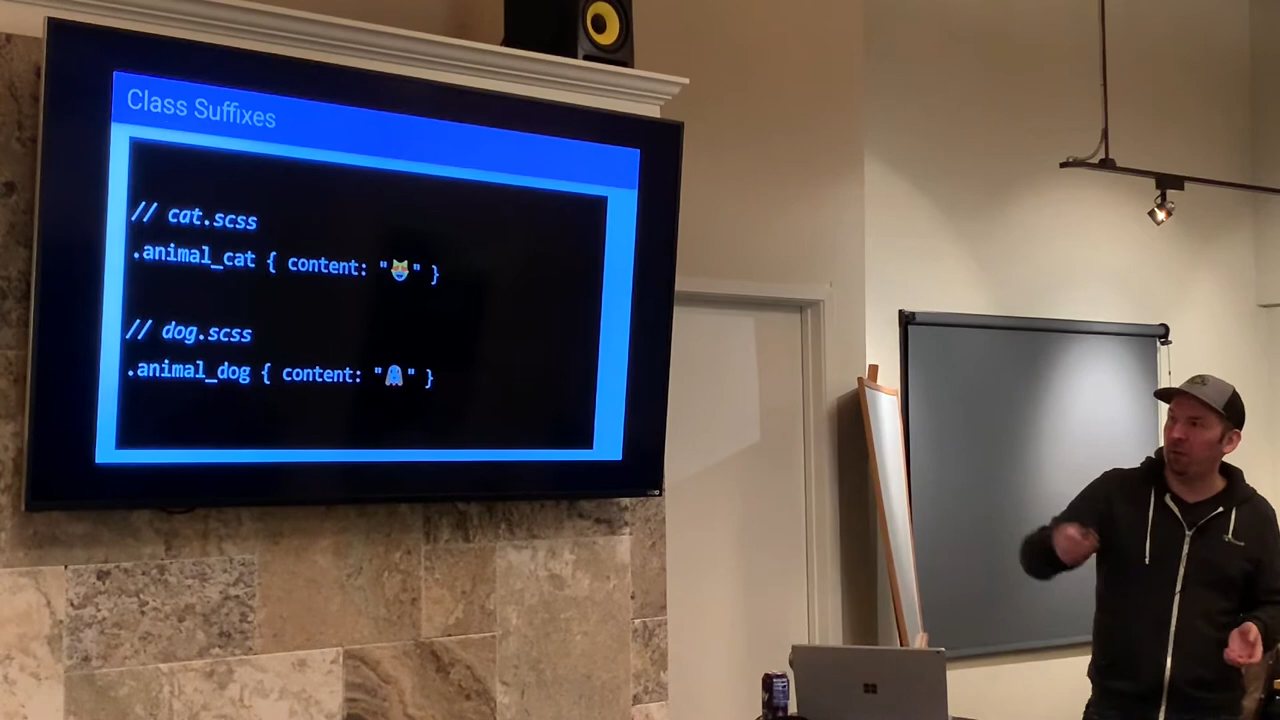 Class Suffixes
// cat.scss
.animal_cat { content: "😻" }
// dog.scss
.animal_dog { content: "🐶" }